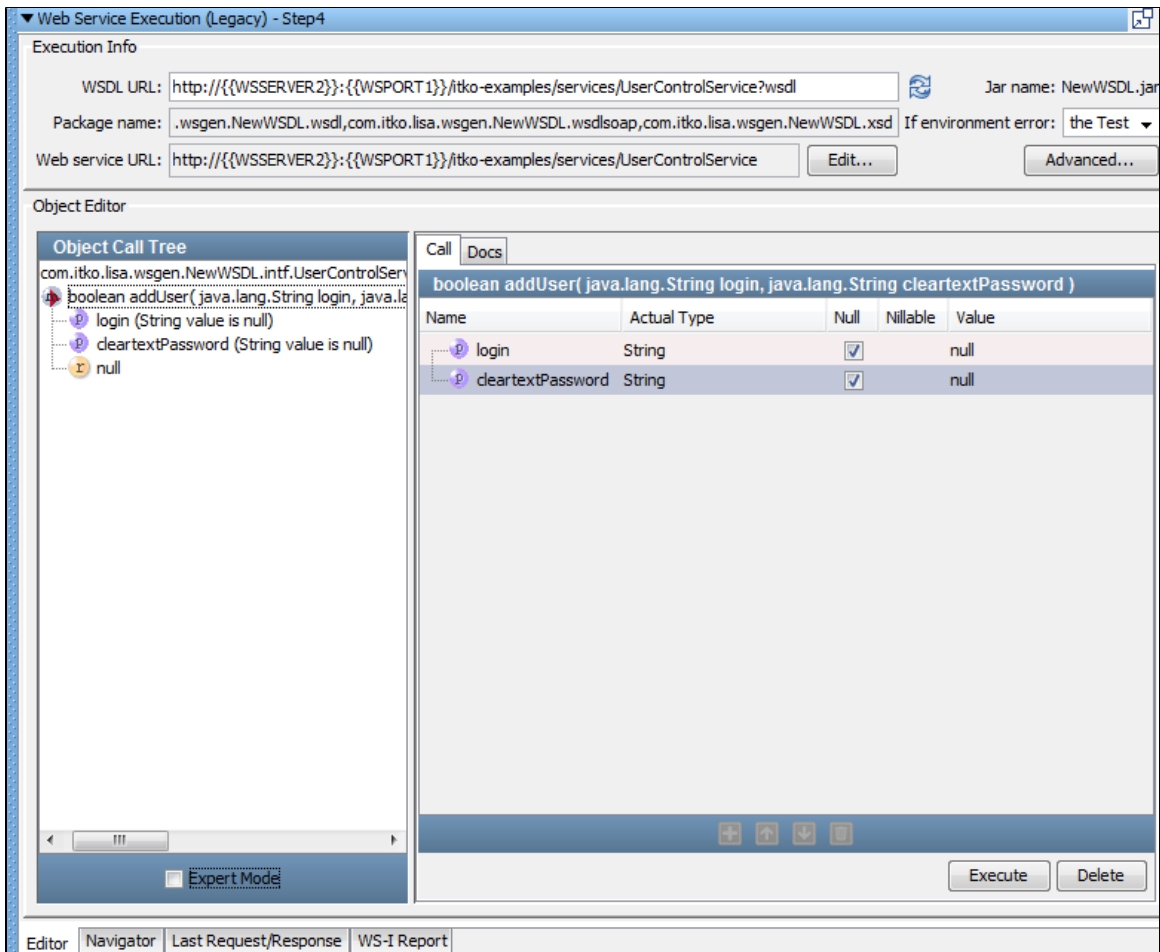 Web Service Execution (Legacy) - Step4
Execution Info
WSDL URL: http://{{WSSERVER2}}:{{WSPORT1}}/itko-examples/services/UserControlService?wsdl Jar name: NewWSDL.jar
Package name: .wsgen.NewWSDL.wsdl,com.itko.lisa.wsgen.NewWSDL.wsdlsoap,com.itko.lisa.wsgen.NewWSDL.xsd If environment error: the Test
Web service URL: http://{{WSSERVER2}}:{{WSPORT1}}/itko-examples/services/UserControlService Edit... Advanced...
Object Editor
Object Call Tree
com.itko.lisa.wsgen.NewWSDL.intf.UserControlServ
boolean addUser( java.lang.String login, java.la
P login (String value is null)
P cleartextPassword (String value is null)
r null
Expert Mode
Call Docs
boolean addUser( java.lang.String login, java.lang.String cleartextPassword )
Name Actual Type Null Nillable Value
P login String null
P cleartextPassword String null
Execute Delete
Editor Navigator Last Request/Response WS-I Report